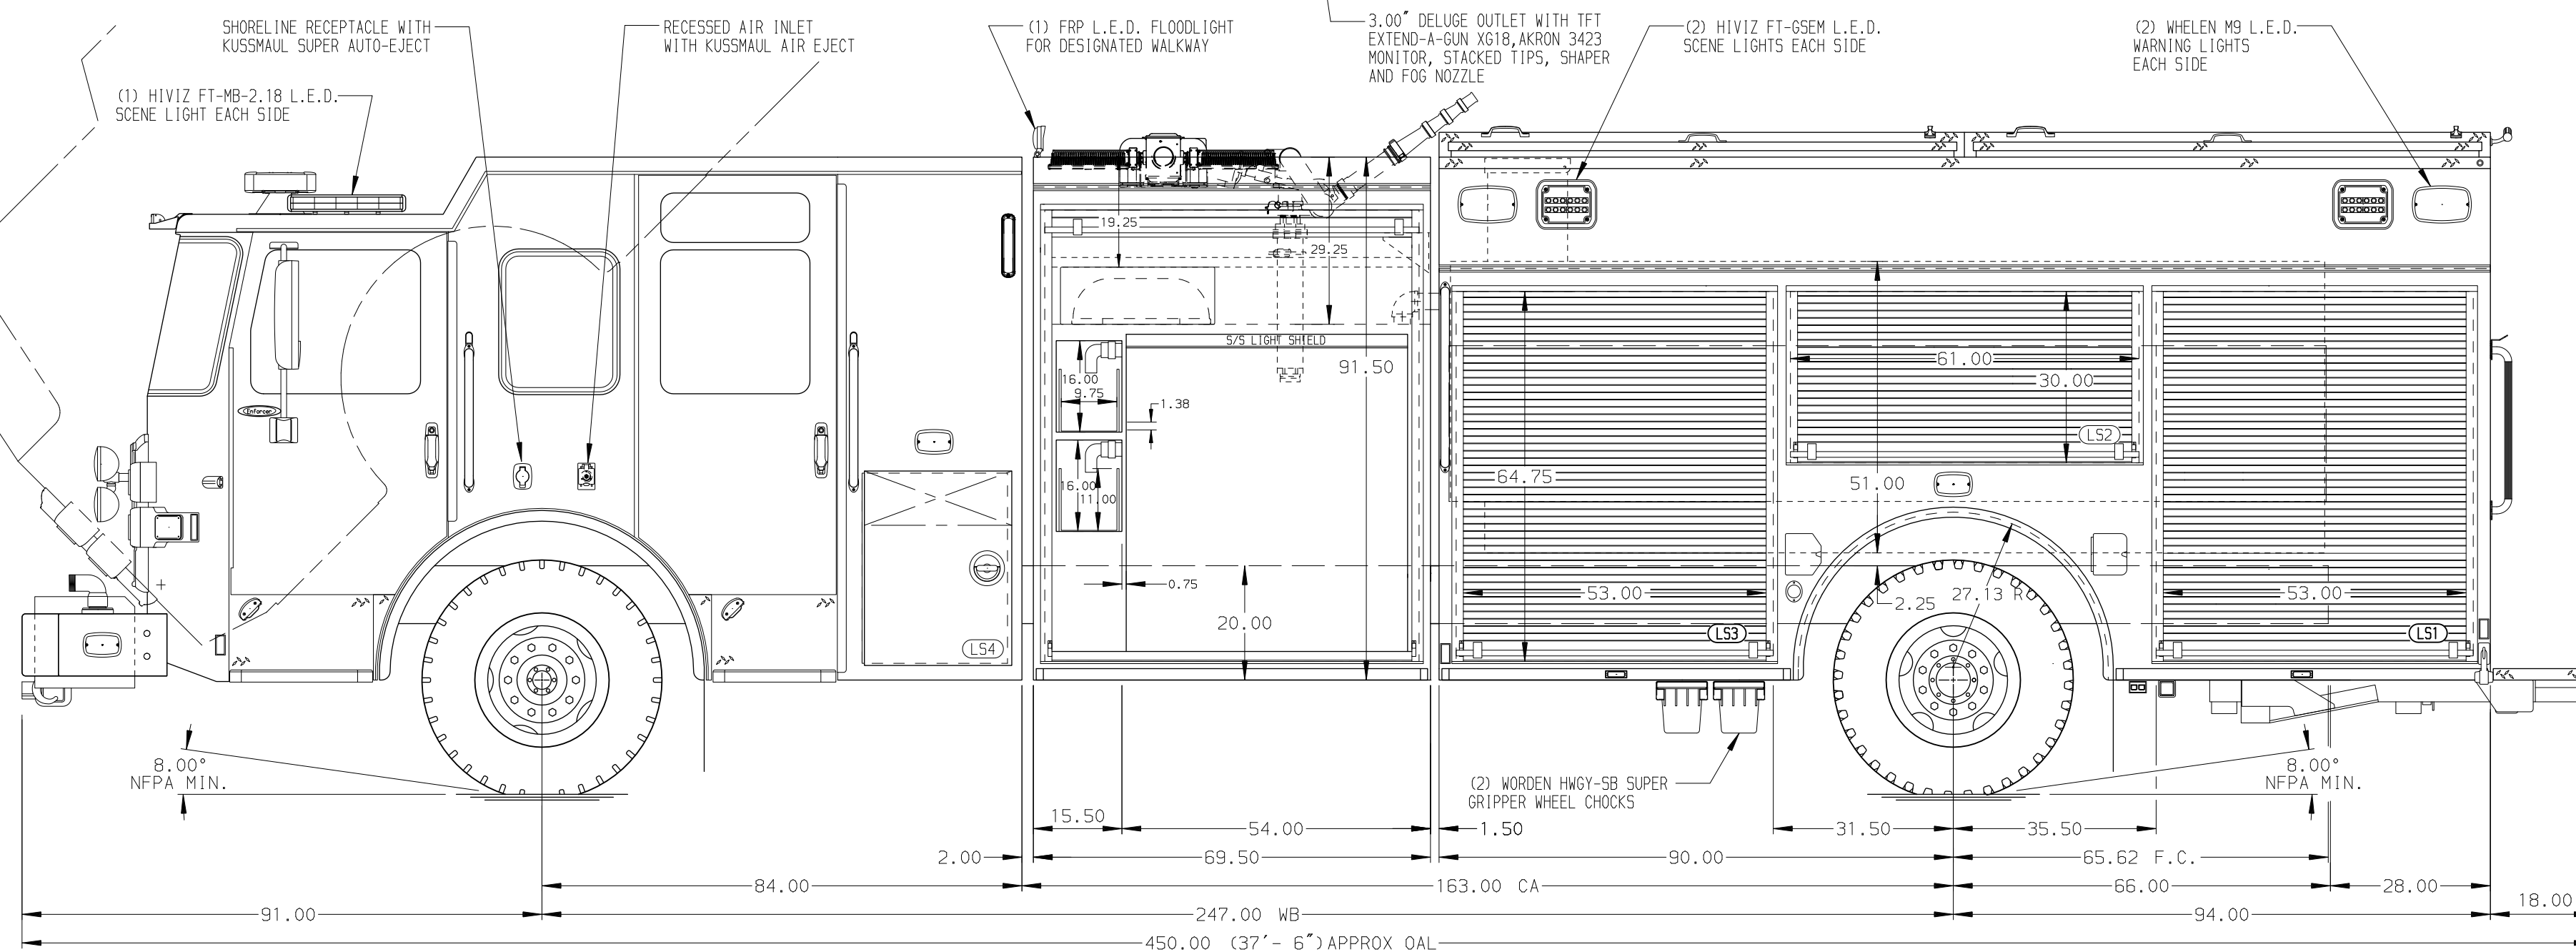 SHORELINE RECEPTACLE WITH
KUSSMAUL SUPER AUTO-EJECT
RECESSED AIR INLET
WITH KUSSMAUL AIR EJECT
(1) FRP L.E.D. FLOODLIGHT
FOR DESIGNATED WALKWAY
3.00" DELUGE OUTLET WITH TFT
EXTEND-A-GUN XG18,AKRON 3423
MONITOR, STACKED TIPS, SHAPER
AND FOG NOZZLE
(2) HIVIZ FT-GSEM L.E.D.
SCENE LIGHTS EACH SIDE
(2) WHELEN M9 L.E.D.
WARNING LIGHTS
EACH SIDE
(1) HIVIZ FT-MB-2.18 L.E.D.
SCENE LIGHT EACH SIDE
19.25
29.25
S/S LIGHT SHIELD
91.50
61.00
30.00
16.00
9.75
1.38
Enforcer
LS2
64.75
51.00
16.00
11.00
0.75
53.00
2.25
27.13 R
53.00
20.00
LS3
LS1
LS4
8.00°
NFPA MIN.
(2) WORDEN HWGY-SB SUPER
GRIPPER WHEEL CHOCKS
8.00°
NFPA MIN.
15.50
54.00
1.50
31.50
35.50
2.00
69.50
90.00
65.62 F.C.
84.00
163.00 CA
66.00
28.00
91.00
247.00 WB
94.00
18.00
450.00 (37'- 6")APPROX OAL